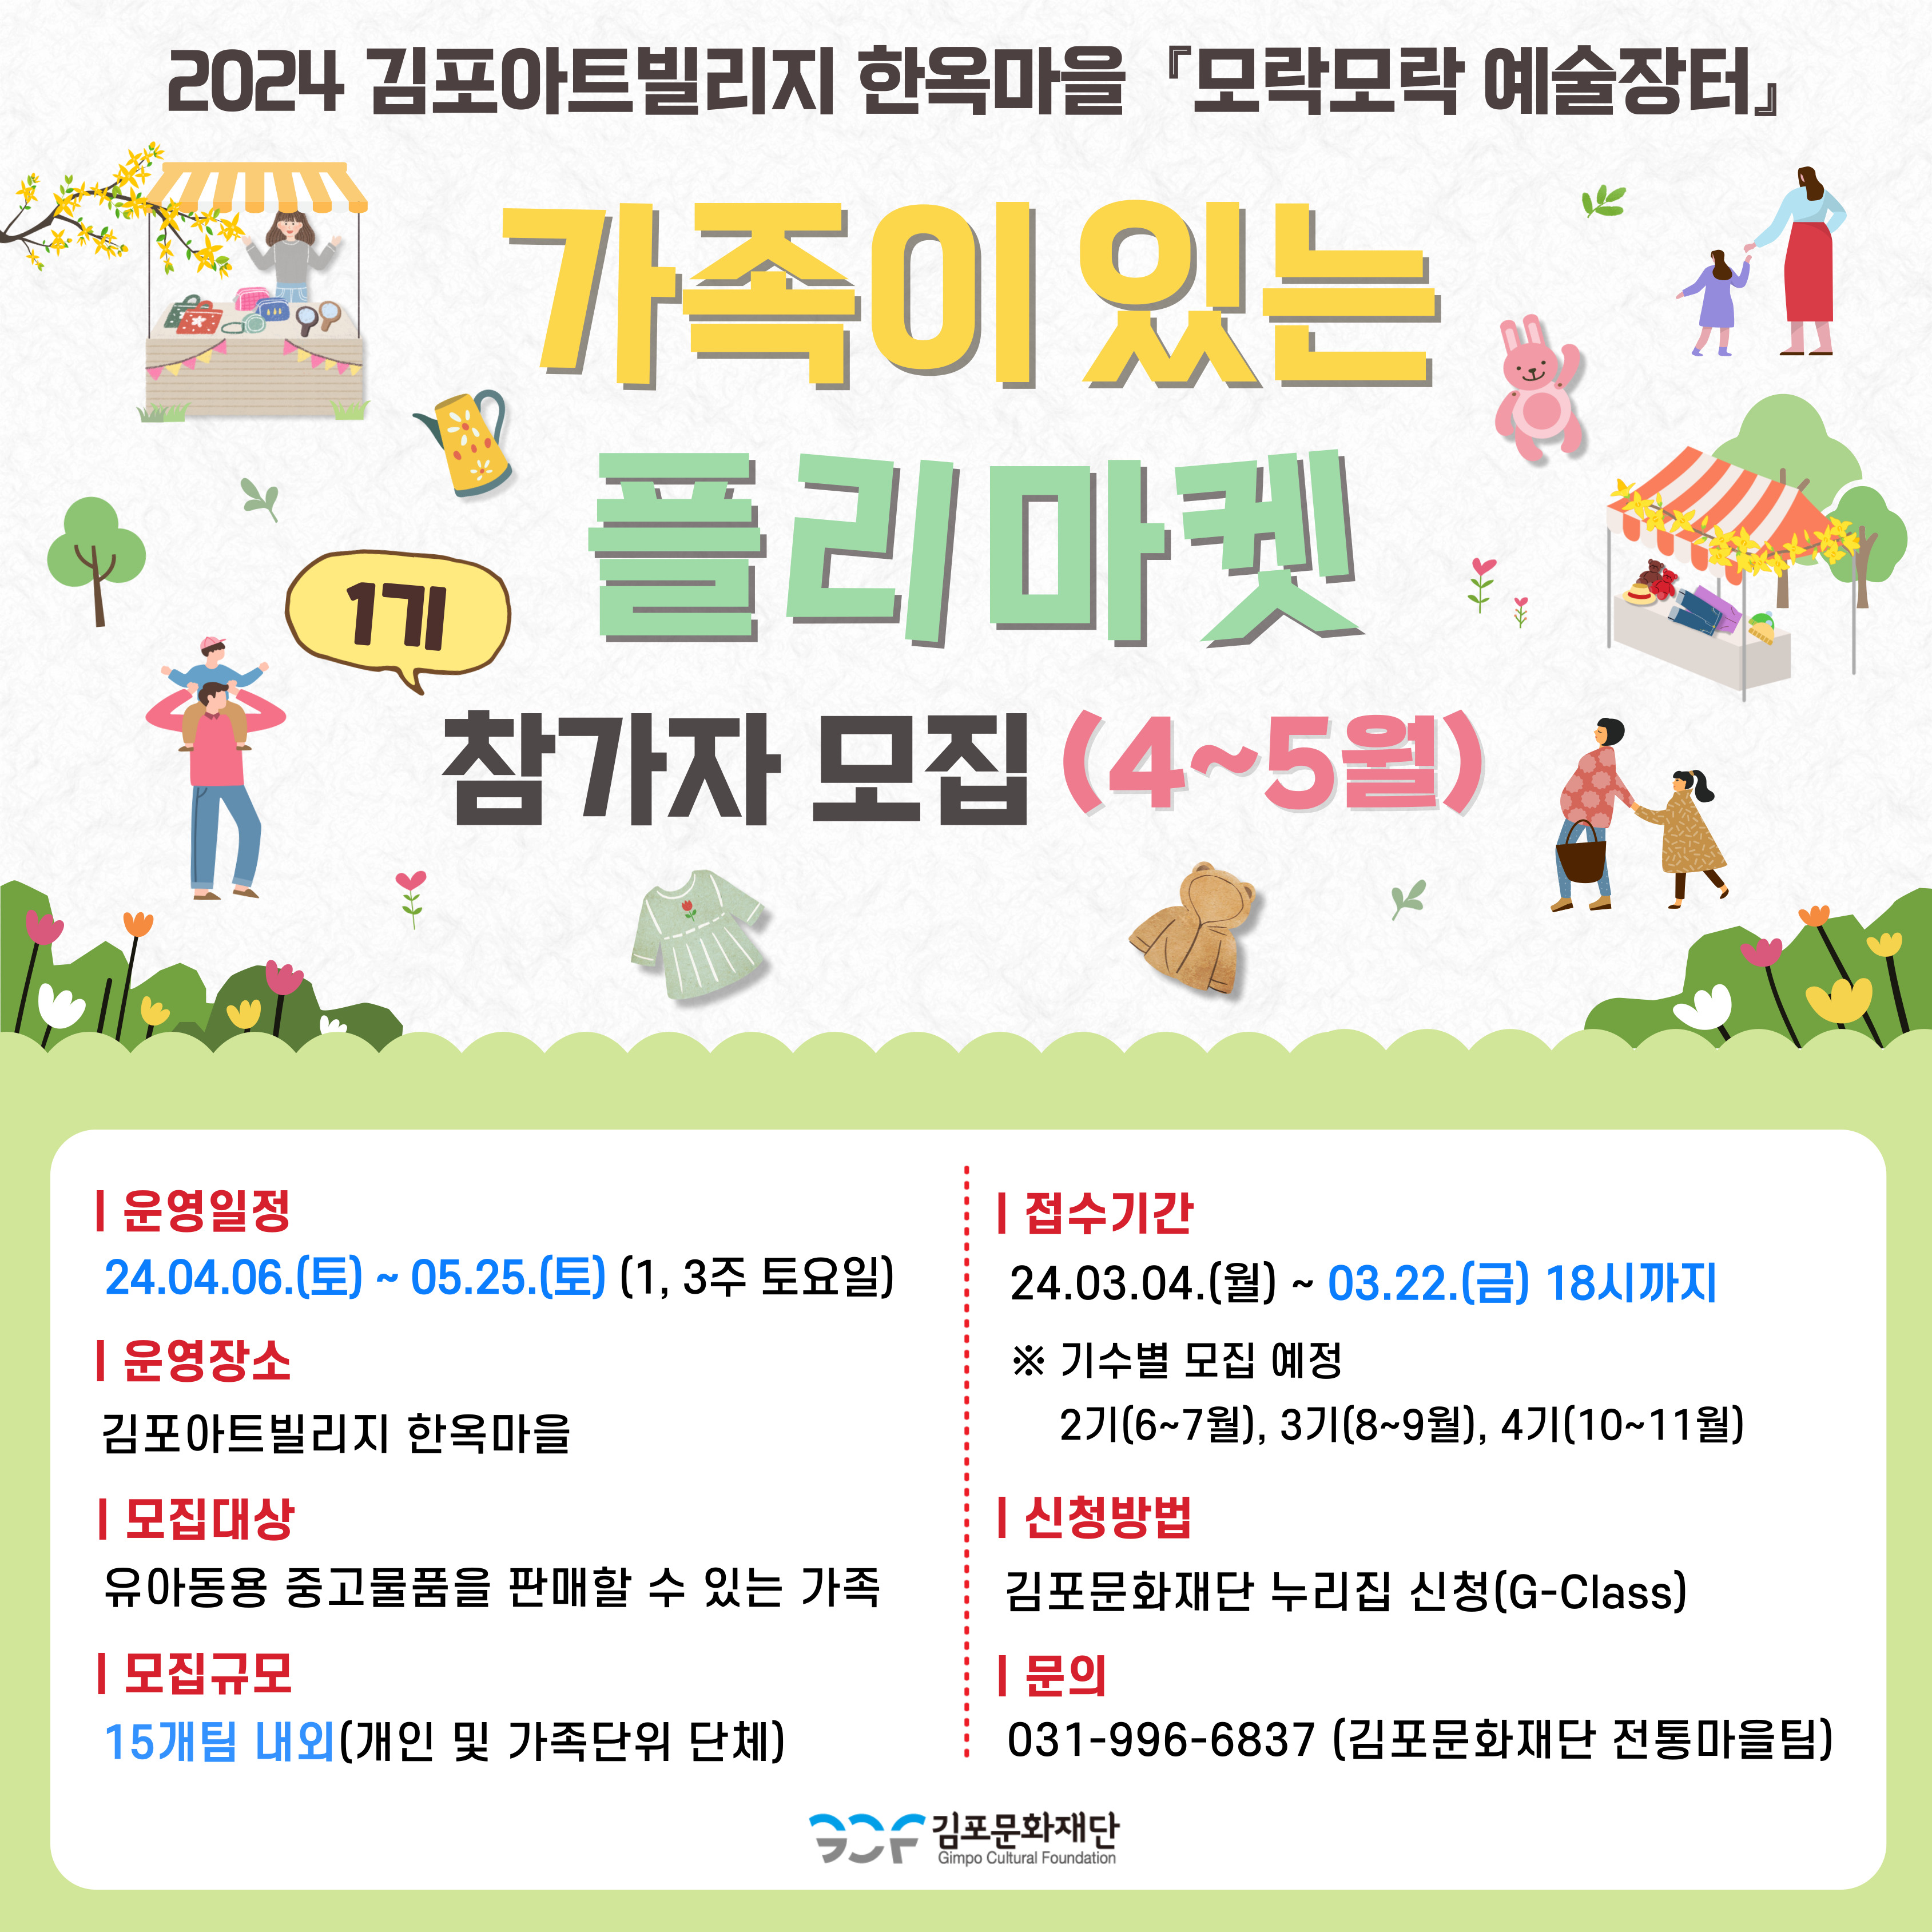 2024 김포아트빌리지 한옥마을 『모락모락 예술장터』
가족이 있는
플리마켓
1기
참가자 모집 (4~5월)
| 운영일정
24.04.06.(토) ~ 05.25.(토) (1, 3주 토요일)
| 운영장소
김포아트빌리지 한옥마을
| 모집대상
유아동용 중고물품을 판매할 수 있는 가족
| 모집규모
15개팀 내외(개인 및 가족단위 단체)
| 접수기간
24.03.04.(월) ~ 03.22.(금) 18시까지
※ 기수별 모집 예정
2기(6~7월), 3기(8~9월), 4기(10~11월)
| 신청방법
김포문화재단 누리집 신청(G-Class)
| 문의
031-996-6837 (김포문화재단 전통마을팀)
김포문화재단
Gimpo Cultural Foundation